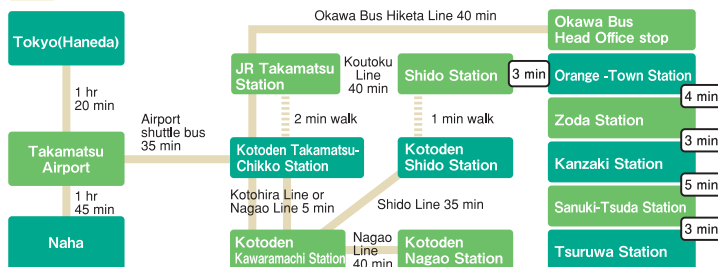 Okawa Bus Hiketa Line 40 min
Okawa Bus
Head Office stop
Tokyo(Haneda)
JR Takamatsu
Station
Koutoku
Line
40 min
Shido Station
3 min
Orange -Town Station
4 min
1 hr
20 min
Airport
shuttle bus
35 min
2 min walk
1 min walk
Zoda Station
3 min
Takamatsu
Airport
Kotoden Takamatsu-
Chikko Station
Kotoden
Shido Station
Kanzaki Station
5 min
1 hr
45 min
Kotohira Line or
Nagao Line 5 min
Shido Line 35 min
Sanuki-Tsuda Station
3 min
Naha
Kotoden
Kawaramachi Station
Nagao
Line
40 min
Kotoden
Nagao Station
Tsuruwa Station